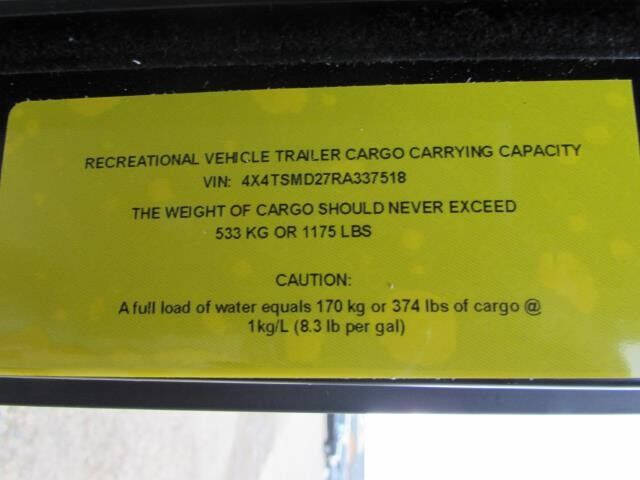 RECREATIONAL VEHICLE TRAILER CARGO CARRYING CAPACITY
VIN: 4X4TSMD27RA337518
THE WEIGHT OF CARGO SHOULD NEVER EXCEED
533 KG OR 1175 LBS
CAUTION:
A full load of water equals 170 kg or 374 lbs of cargo @
1kg/L (8.3 lb per gal)